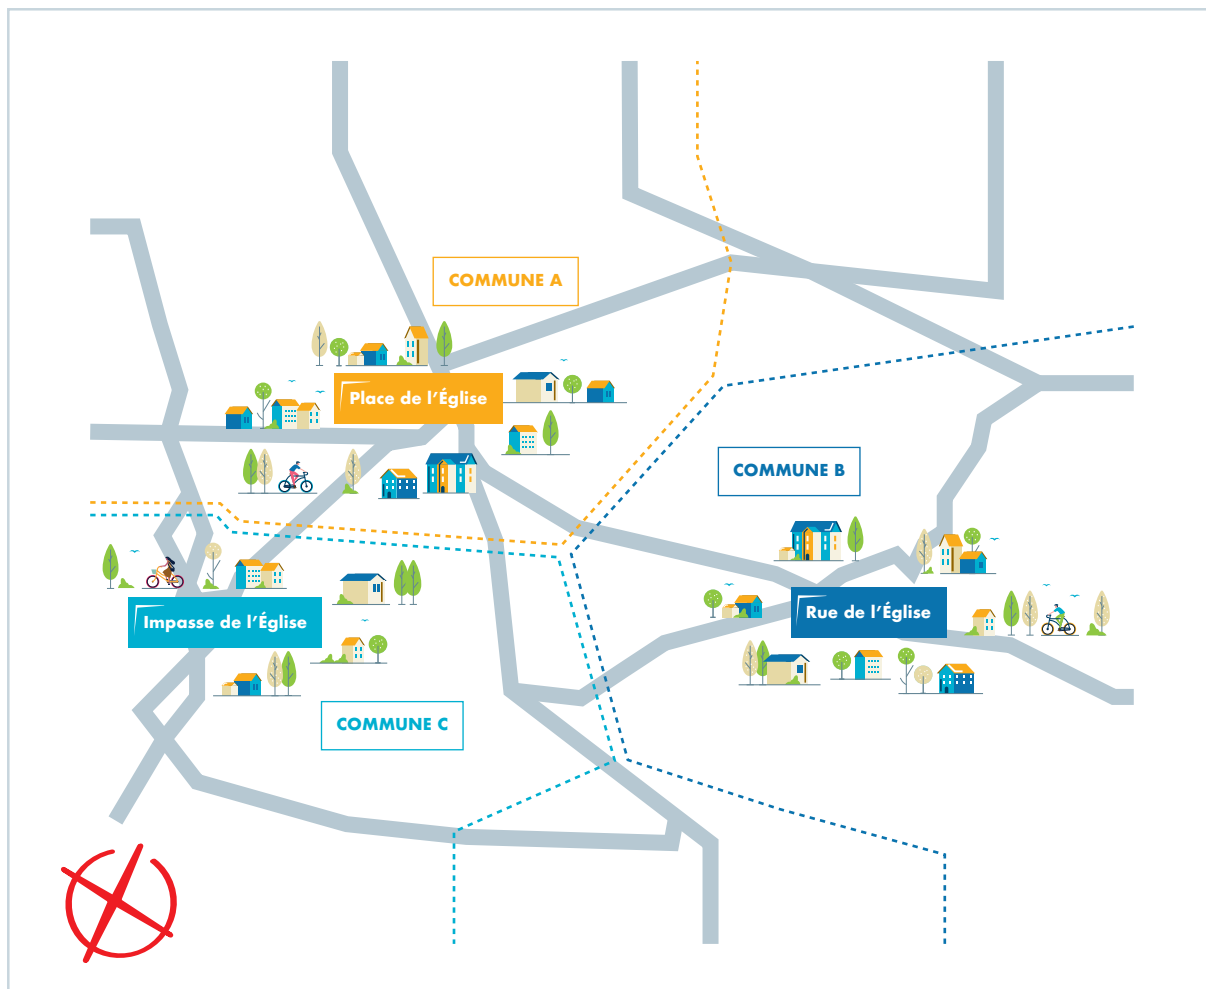 COMMUNE A
Place de l’Église
COMMUNE B
Rue de l’Église
Impasse de l’Église
COMMUNE C